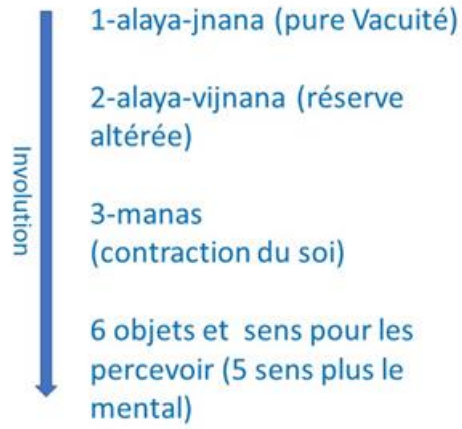 1-alaya-jnana (pure Vacuité)
2-alaya-vijnana (réserve
altérée)
3-manas
(contraction du soi)
6 objets et sens pour les
percevoir (5 sens plus le
mental)
Involution